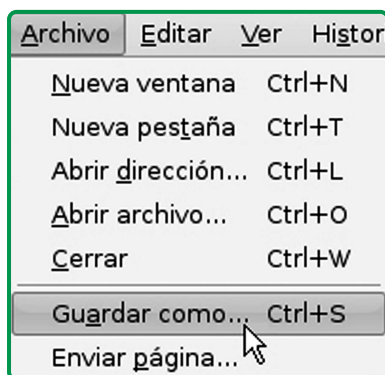 Archivo Editar Ver Histor
Nueva ventana Ctrl+N
Nueva pestaña Ctrl+T
Abrir dirección... Ctrl+L
Abrir archivo... Ctrl+O
Cerrar Ctrl+W
Guardar como... Ctrl+S
Enviar página...